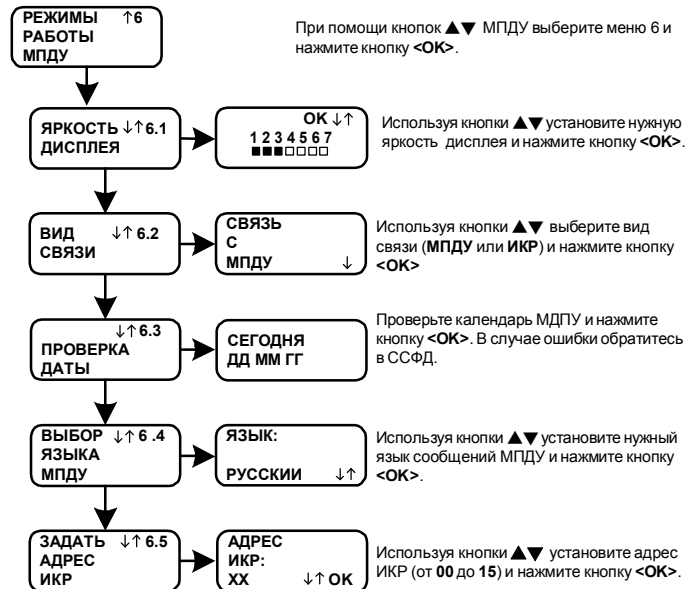 РЕЖИМЫ ↑6
РАБОТЫ
МПДУ
При помощи кнопок ▲▼ МПДУ выберите меню 6 и
нажмите кнопку <OK>.
ЯРКОСТЬ ↓↑6.1
ДИСПЛЕЯ
OK ↓↑
1 2 3 4 5 6 7
■■■□□□□
Используя кнопки ▲▼ установите нужную
яркость дисплея и нажмите кнопку <OK>.
ВИД ↓↑ 6.2
СВЯЗИ
СВЯЗЬ
С
МПДУ ↓
Используя кнопки ▲▼ выберите вид
связи (МПДУ или ИКР) и нажмите кнопку
<OK>
↓↑ 6.3
ПРОВЕРКА
ДАТЫ
СЕГОДНЯ
ДД ММ ГГ
Проверьте календарь МДПУ и нажмите
кнопку <OK>. В случае ошибки обратитесь
в ССФД.
ВЫБОР ↓↑ 6 .4
ЯЗЫКА
МПДУ
ЯЗЫК:
РУССКИИ ↓↑
Используя кнопки ▲▼ установите нужный
язык сообщений МПДУ и нажмите кнопку
<OK>.
ЗАДАТЬ ↓↑ 6.5
АДРЕС
ИКР
АДРЕС
ИКР:
XX ↓↑ OK
Используя кнопки ▲▼ установите адрес
ИКР (от 00 до 15) и нажмите кнопку <OK>.